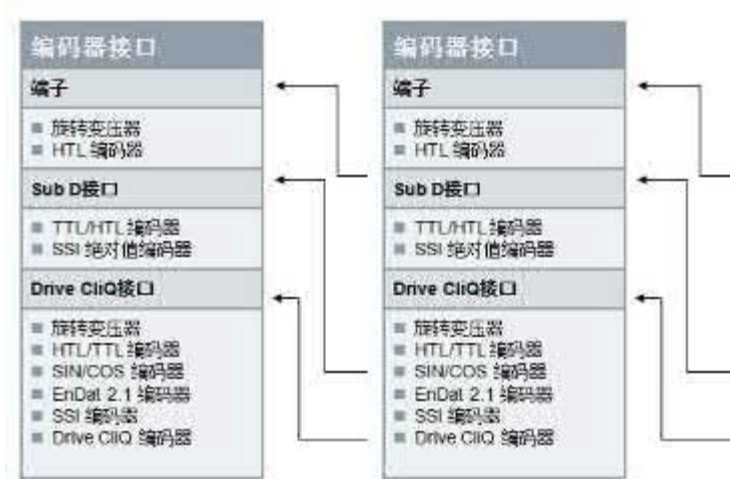 编码器接口
端子
旋转变压器
HTL 编码器
Sub D接口
TTL/HTL 编码器
SSI 绝对值编码器
Drive CliQ接口
旋转变压器
HTL/TTL 编码器
SIN/COS 编码器
EnDat 2.1 编码器
SSI 编码器
Drive CliQ 编码器
编码器接口
端子
旋转变压器
HTL 编码器
Sub D接口
TTL/HTL 编码器
SSI 绝对值编码器
Drive CliQ接口
旋转变压器
HTL/TTL 编码器
SIN/COS 编码器
EnDat 2.1 编码器
SSI 编码器
Drive CliQ 编码器